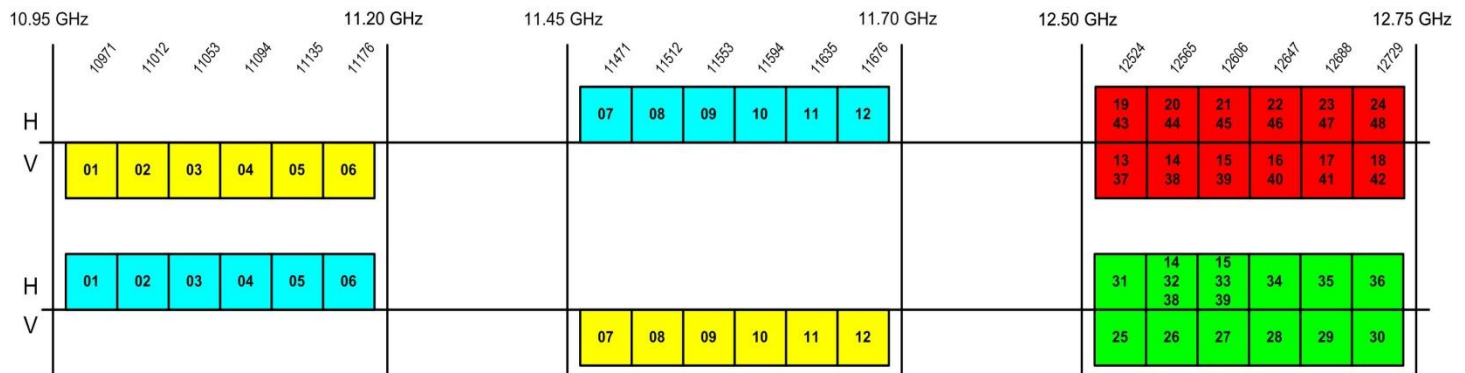 10.95 GHz 11.20 GHz 11.45 GHz 11.70 GHz 12.50 GHz 12.75 GHz
10971 11012 11053 11094 11135 11176 11471 11512 11553 11594 11635 11676 12524 12565 12606 12647 12688 12729
H 07 08 09 10 11 12 19 20 21 22 23 24
43 44 45 46 47 48
V 01 02 03 04 05 06 13 14 15 16 17 18
37 38 39 40 41 42
14 15
H 01 02 03 04 05 06 31 32 33 34 35 36
38 39
V 07 08 09 10 11 12 25 26 27 28 29 30